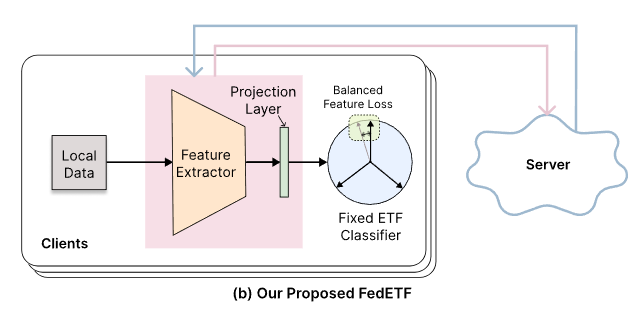 Balanced
Feature Loss
Projection
Layer
Local
Data
Feature
Extractor
Server
Fixed ETF
Classifier
Clients
(b) Our Proposed FedETF